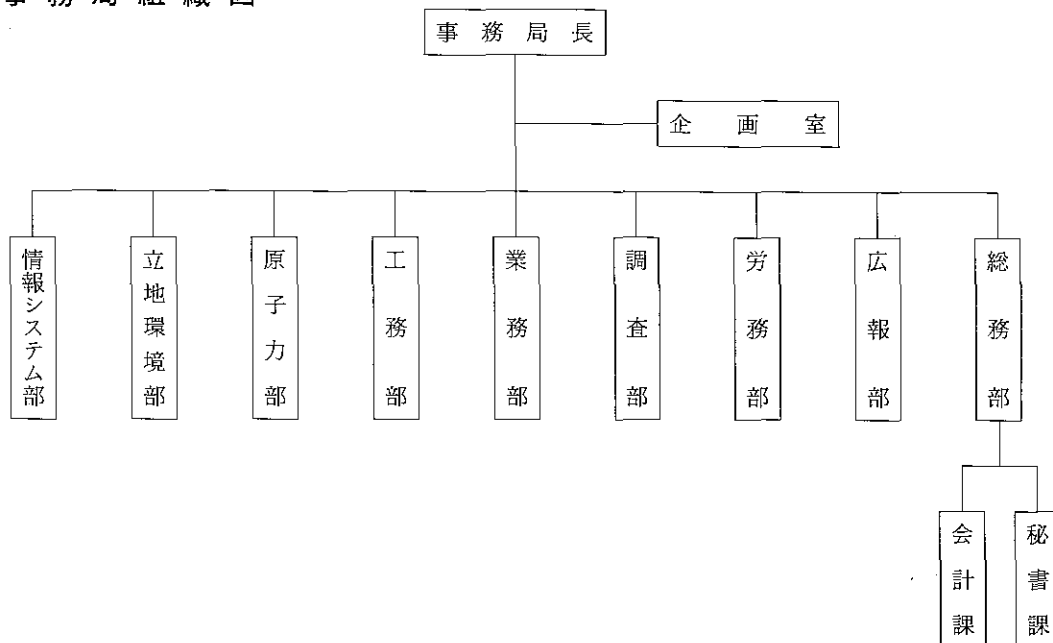 事務局組織図
事務局長
企画室
総務部
広報部
労務部
調査部
業務部
工務部
原子力部
立地環境部
情報システム部
秘書課
会計課